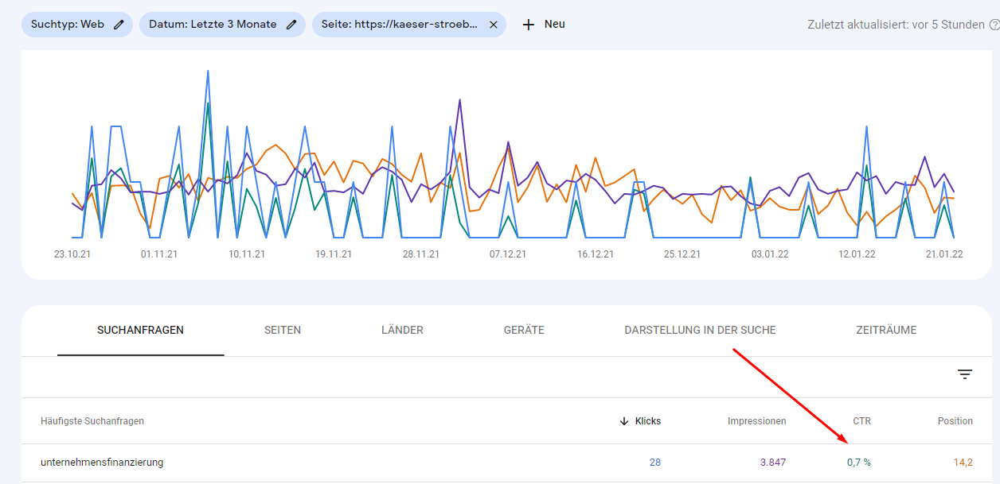 Suchtyp: Web Datum: Letzte 3 Monate Seite: https://kaeser-stroeb... Neu Zuletzt aktualisiert: vor 5 Stunden
23.10.21 01.11.21 10.11.21 19.11.21 28.11.21 07.12.21 16.12.21 25.12.21 03.01.22 12.01.22 21.01.22
SUCHANFRAGEN SEITEN LÄNDER GERÄTE DARSTELLUNG IN DER SUCHE ZEITRÄUME
Häufigste Suchanfragen Klicks Impressionen CTR Position
unternehmensfinanzierung 28 3.847 0,7 % 14,2